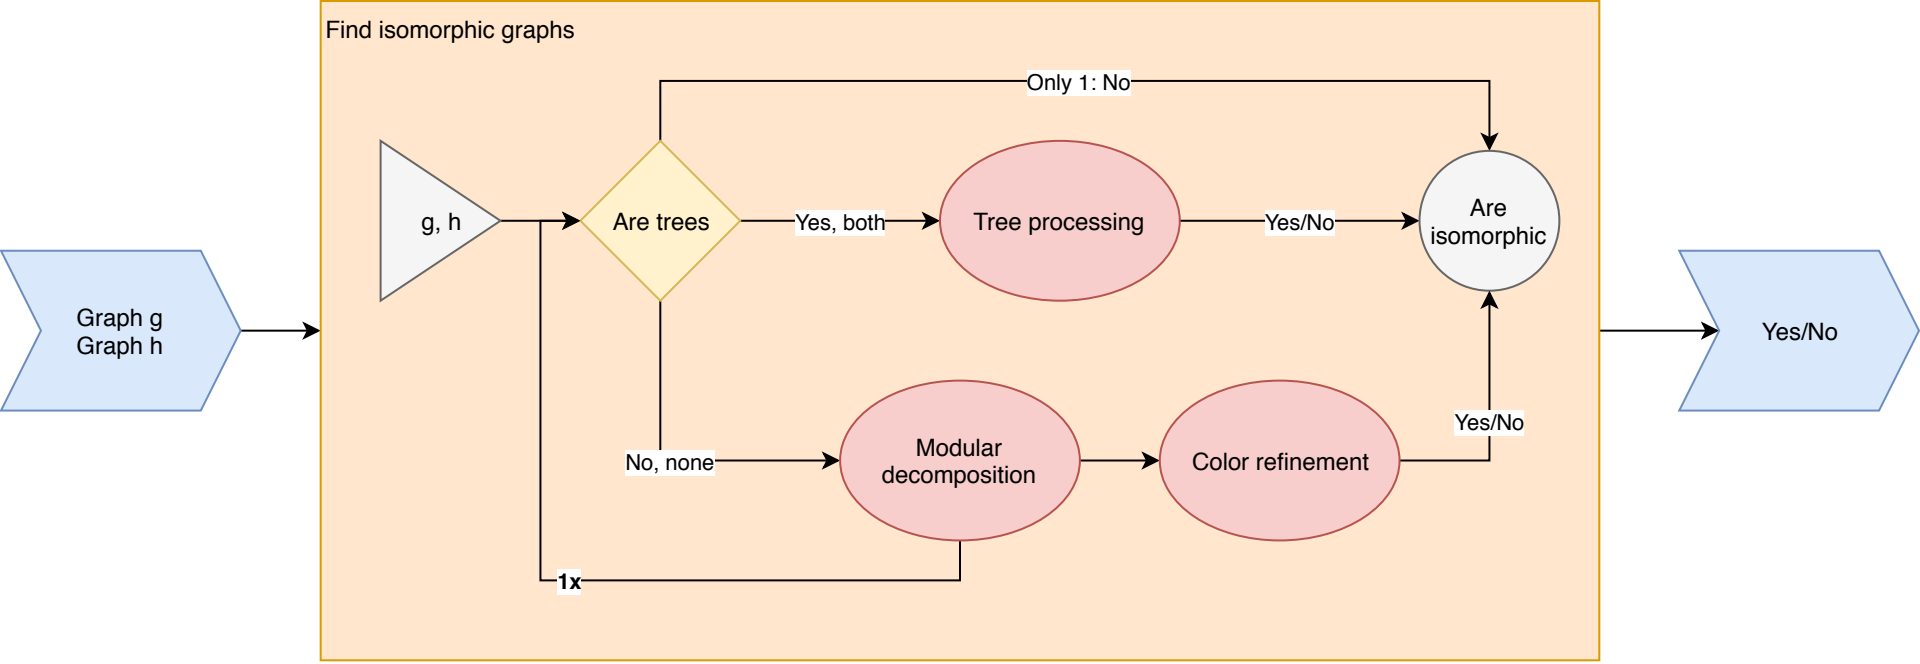 Find isomorphic graphs
Only 1: No
g, h
Are trees
Yes, both
Tree processing
Yes/No
Are
isomorphic
Graph g
Graph h
Yes/No
Yes/No
No, none
Modular
decomposition
Color refinement
1x